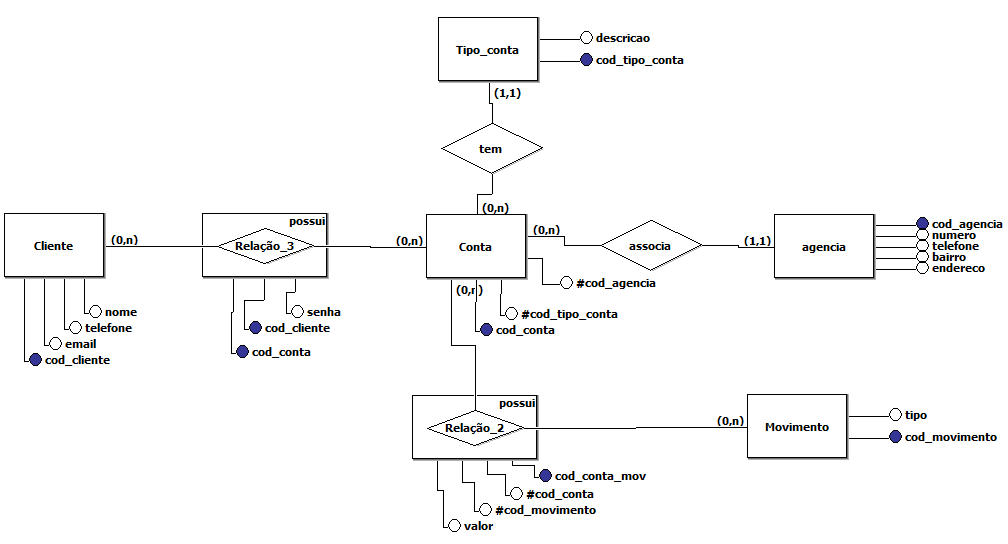 Tipo_conta
descricao
cod_tipo_conta
(1,1)
tem
(0,n)
Cliente
(0,n)
possui
Relação_3
(0,n)
Conta
(0,n)
associa
(1,1)
agencia
cod_agencia
numero
telefone
bairro
endereco
#cod_agencia
(0,n)
#cod_tipo_conta
cod_conta
nome
telefone
email
cod_cliente
senha
cod_cliente
cod_conta
possui
Relação_2
(0,n)
Movimento
tipo
cod_movimento
cod_conta_mov
#cod_conta
#cod_movimento
valor